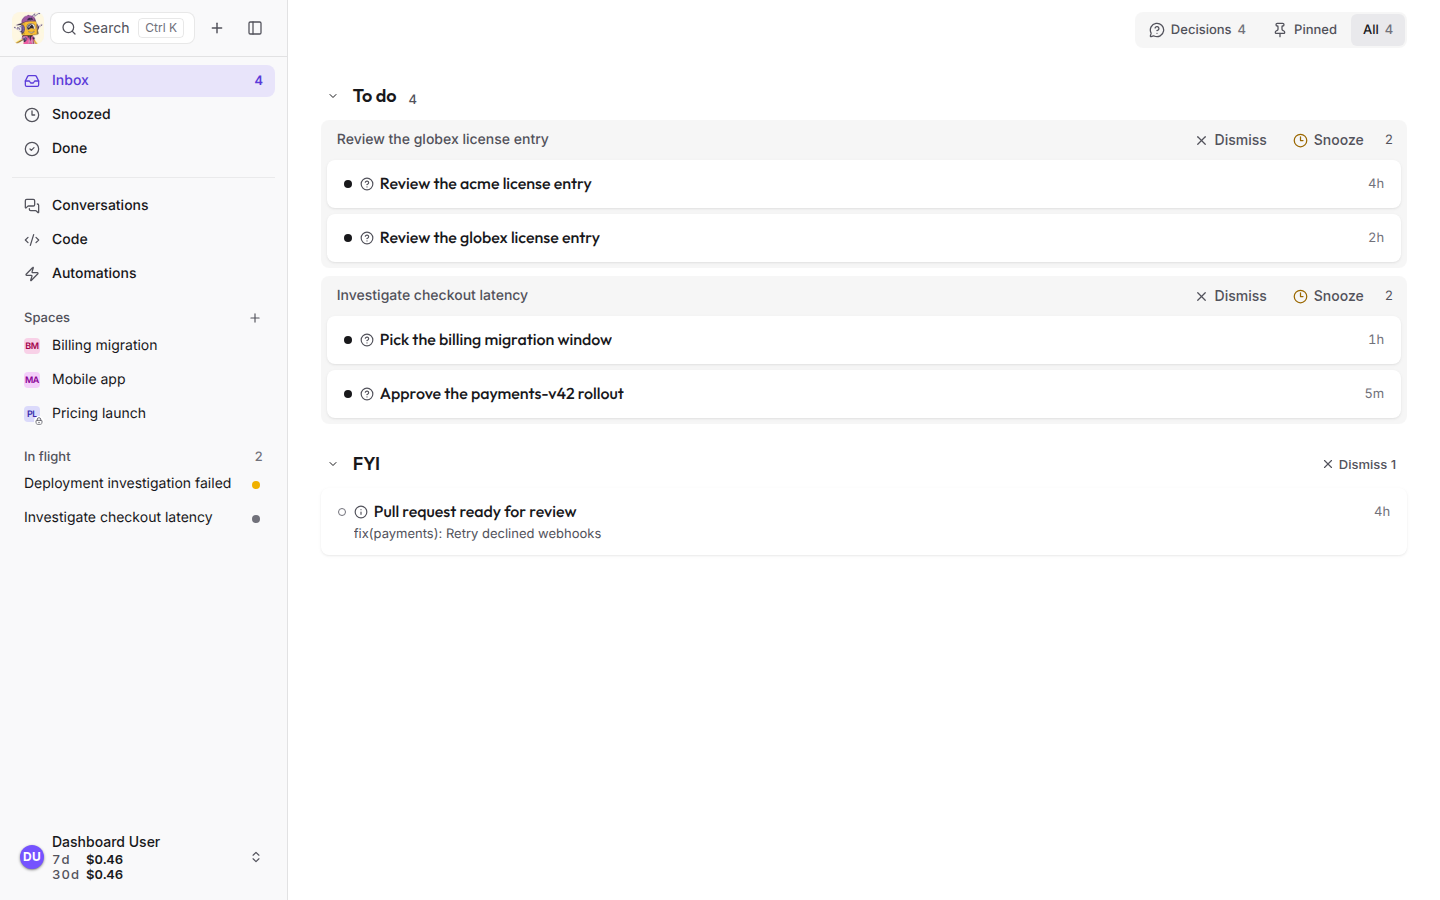 Search Ctrl K
Inbox 4
Snoozed
Done
Conversations
Code
Automations
Spaces
BM Billing migration
MA Mobile app
PL Pricing launch
In flight 2
Deployment investigation failed
Investigate checkout latency
DU Dashboard User
7d $0.46
30d $0.46
Decisions 4 Pinned All 4
To do 4
Review the globex license entry Dismiss Snooze 2
Review the acme license entry 4h
Review the globex license entry 2h
Investigate checkout latency Dismiss Snooze 2
Pick the billing migration window 1h
Approve the payments-v42 rollout 5m
FYI Dismiss 1
Pull request ready for review 4h
fix(payments): Retry declined webhooks